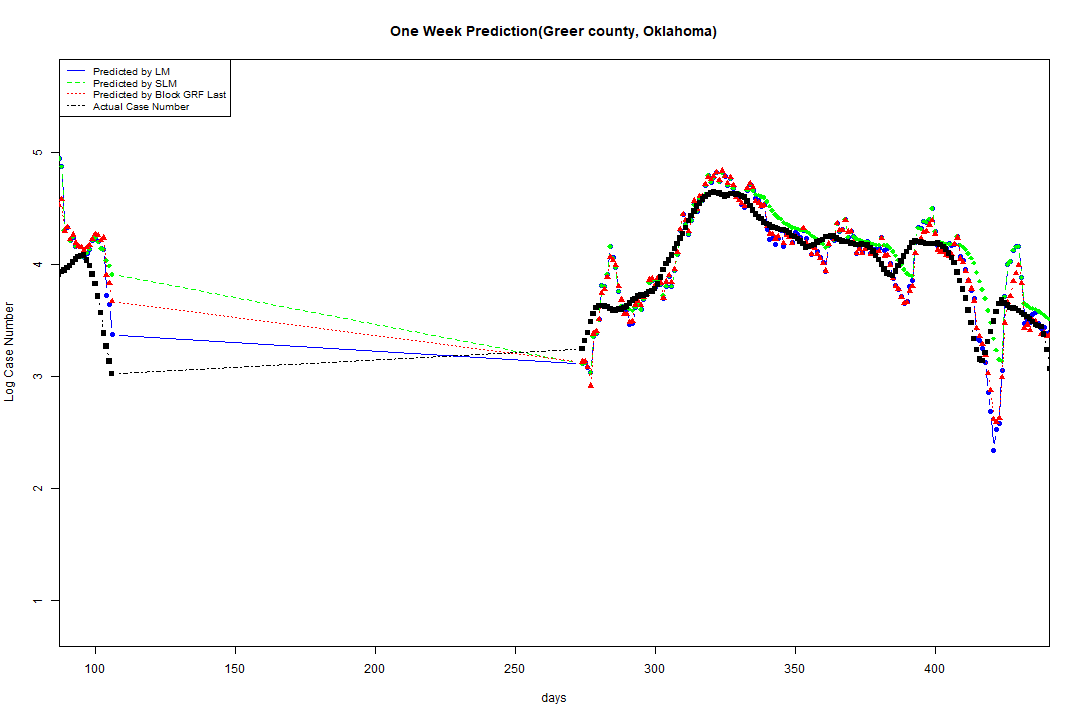 One Week Prediction(Greer county, Oklahoma)
Predicted by LM
Predicted by SLM
Predicted by Block GRF Last
Actual Case Number
5
4
3
2
1
Log Case Number
100 150 200 250 300 350 400
days